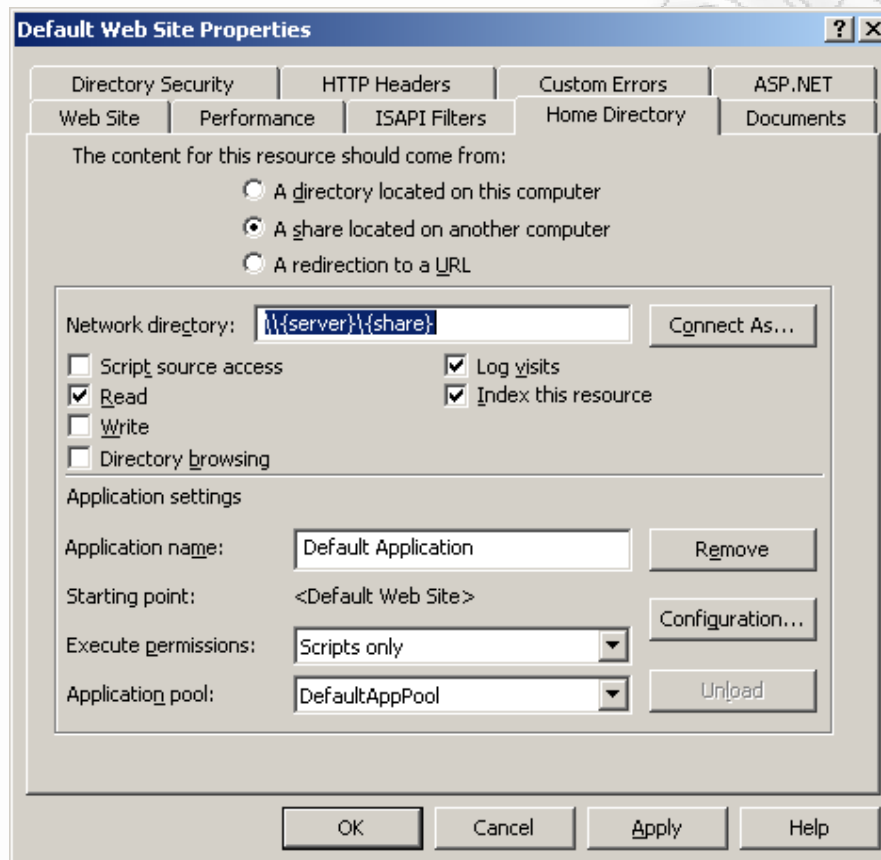 Default Web Site Properties
Directory Security HTTP Headers Custom Errors ASP.NET
Web Site Performance ISAPI Filters Home Directory Documents
The content for this resource should come from:
A directory located on this computer
A share located on another computer
A redirection to a URL
Network directory: \\{server}\{share} Connect As...
Script source access Log visits
Read Index this resource
Write
Directory browsing
Application settings
Application name: Default Application Remove
Starting point: <Default Web Site>
Configuration...
Execute permissions: Scripts only
Application pool: DefaultAppPool Unload
OK Cancel Apply Help